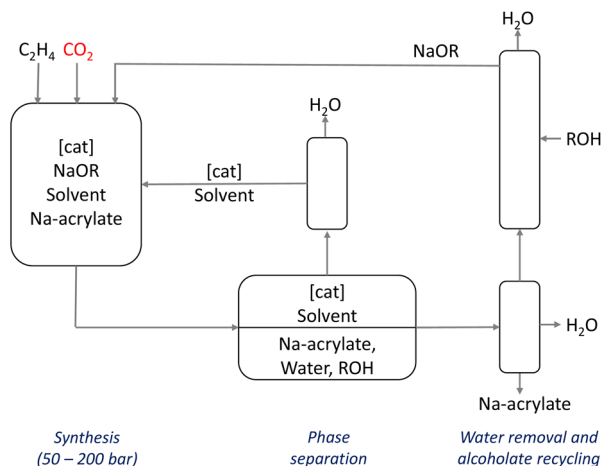 H₂O
C₂H₄ CO₂
NaOR
H₂O
ROH
[cat]
NaOR
Solvent
Na-acrylate
[cat]
Solvent
[cat]
Solvent
Na-acrylate,
Water, ROH
H₂O
Na-acrylate
Synthesis
(50 – 200 bar)
Phase
separation
Water removal and
alcoholate recycling